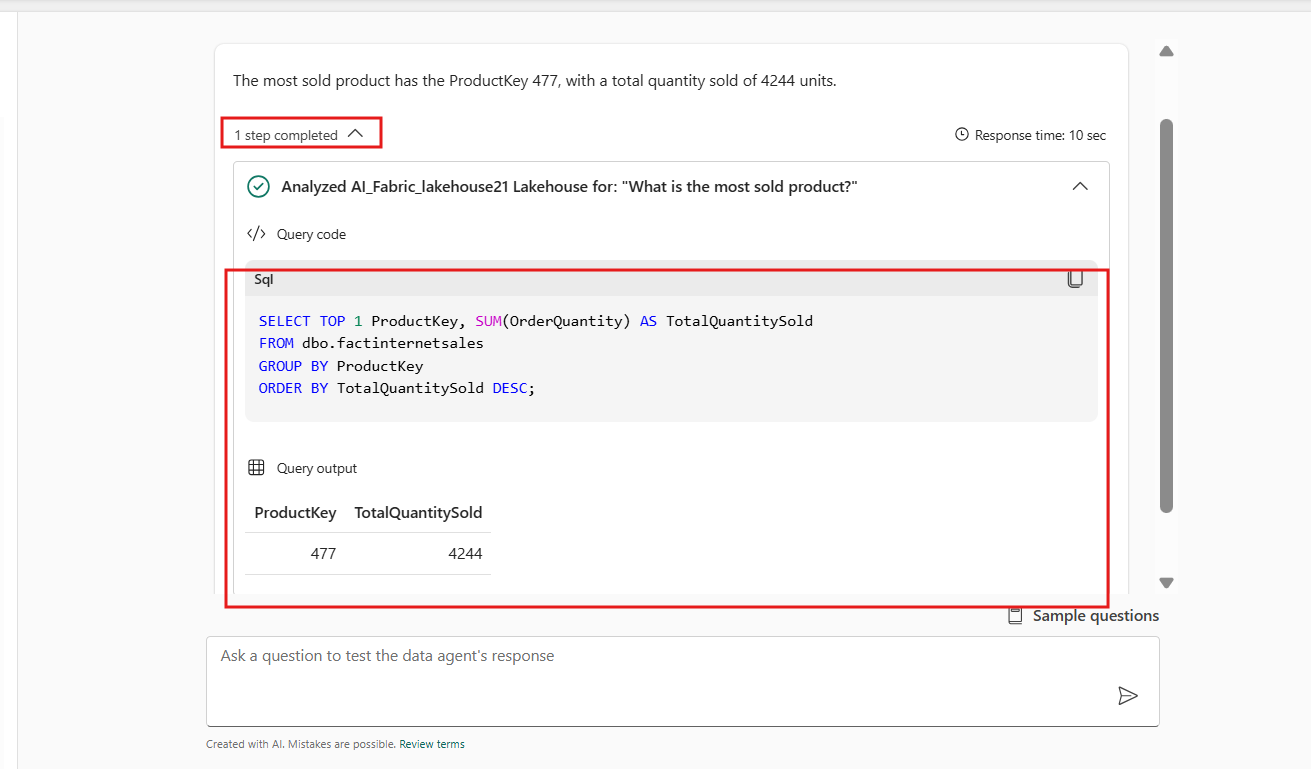 The most sold product has the ProductKey 477, with a total quantity sold of 4244 units.
1 step completed
Response time: 10 sec
Analyzed AI_Fabric_lakehouse21 Lakehouse for: "What is the most sold product?"
</> Query code
Sql
SELECT TOP 1 ProductKey, SUM(OrderQuantity) AS TotalQuantitySold
FROM dbo.factinternetsales
GROUP BY ProductKey
ORDER BY TotalQuantitySold DESC;
Query output
ProductKey TotalQuantitySold
477 4244
Sample questions
Ask a question to test the data agent's response
Created with AI. Mistakes are possible. Review terms